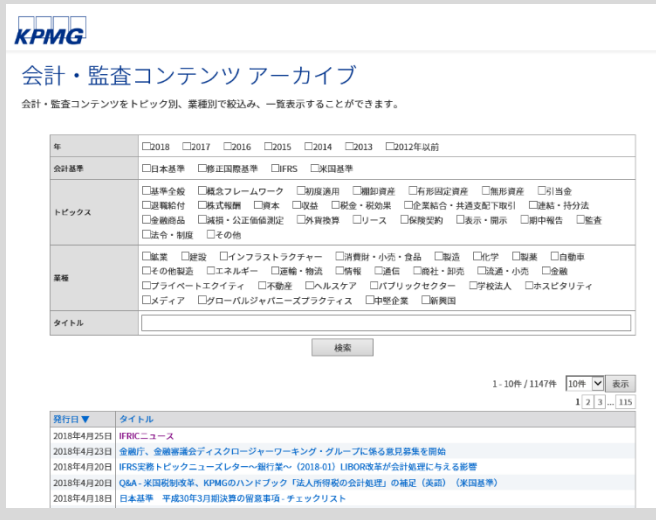 KPMG
会計・監査コンテンツ アーカイブ
会計・監査コンテンツをトピック別、業種別で絞込み、一覧表示することができます。
年 □2018 □2017 □2016 □2015 □2014 □2013 □2012年以前
会計基準 □日本基準 □修正国際基準 □IFRS □米国基準
□基準全般 □概念フレームワーク □初度適用 □棚卸資産 □有形固定資産 □無形資産 □引当金
トピックス □退職給付 □株式報酬 □資本 □収益 □税金・税効果 □企業結合・共通支配下取引 □連結・持分法
□金融商品 □減損・公正価値測定 □外貨換算 □リース □保険契約 □表示・開示 □期中報告 □監査
□法令・制度 □その他
□鉱業 □建設 □インフラストラクチャー □消費財・小売・食品 □製造 □化学 □製薬 □自動車
業種 □その他製造 □エネルギー □運輸・物流 □情報 □通信 □商社・卸売 □流通・小売 □金融
□プライベートエクイティ □不動産 □ヘルスケア □パブリックセクター □学校法人 □ホスピタリティ
□メディア □グローバルジャパニーズプラクティス □中堅企業 □新興国
タイトル
検索
1 - 10件 / 1147件 10件 表示
1 2 3 ... 115
発行日▼ タイトル
2018年4月25日 IFRICニュース
2018年4月23日 金融庁、金融審議会ディスクロージャーワーキング・グループに係る意見募集を開始
2018年4月20日 IFRS実務トピックニューズレター～銀行業～（2018-01）LIBOR改革が会計処理に与える影響
2018年4月20日 Q&A - 米国税制改革、KPMGのハンドブック「法人所得税の会計処理」の補足（英語）（米国基準）
2018年4月18日 日本基準 平成30年3月期決算の留意事項 - チェックリスト